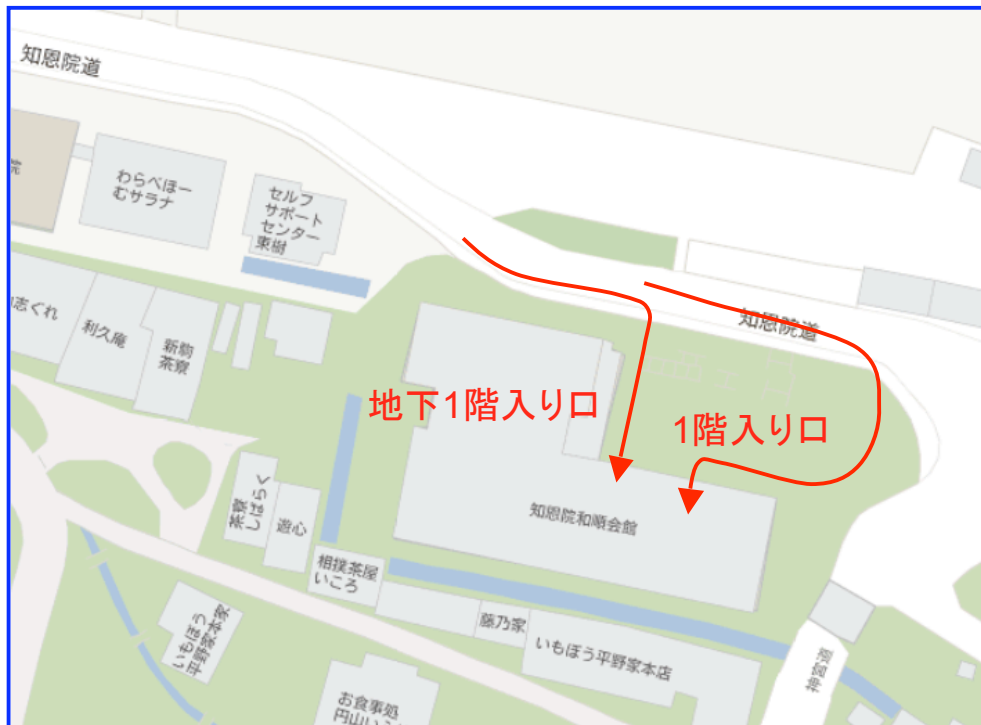 知恩院道
わらべほー
むサラナ
セルフ
サポート
センター
東樹
志ぐれ
利久庵
新駒
茶寮
知恩院道
地下1階入り口
1階入り口
茶寮
しばらく
遊心
知恩院和順会館
相撲茶屋
いころ
藤乃家
いもぼう平野家本店
いもぼう
平野家本家
神宮道
お食事処
円山い